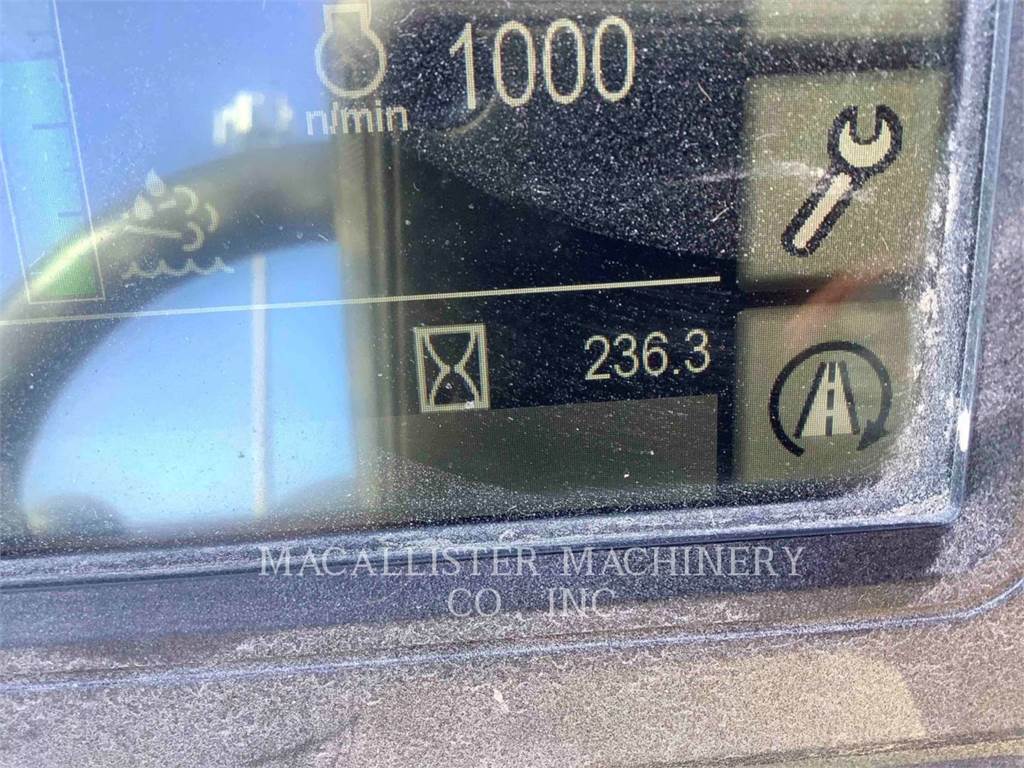 1000
n/min
236.3
MACALLISTER MACHINERY
CO INC